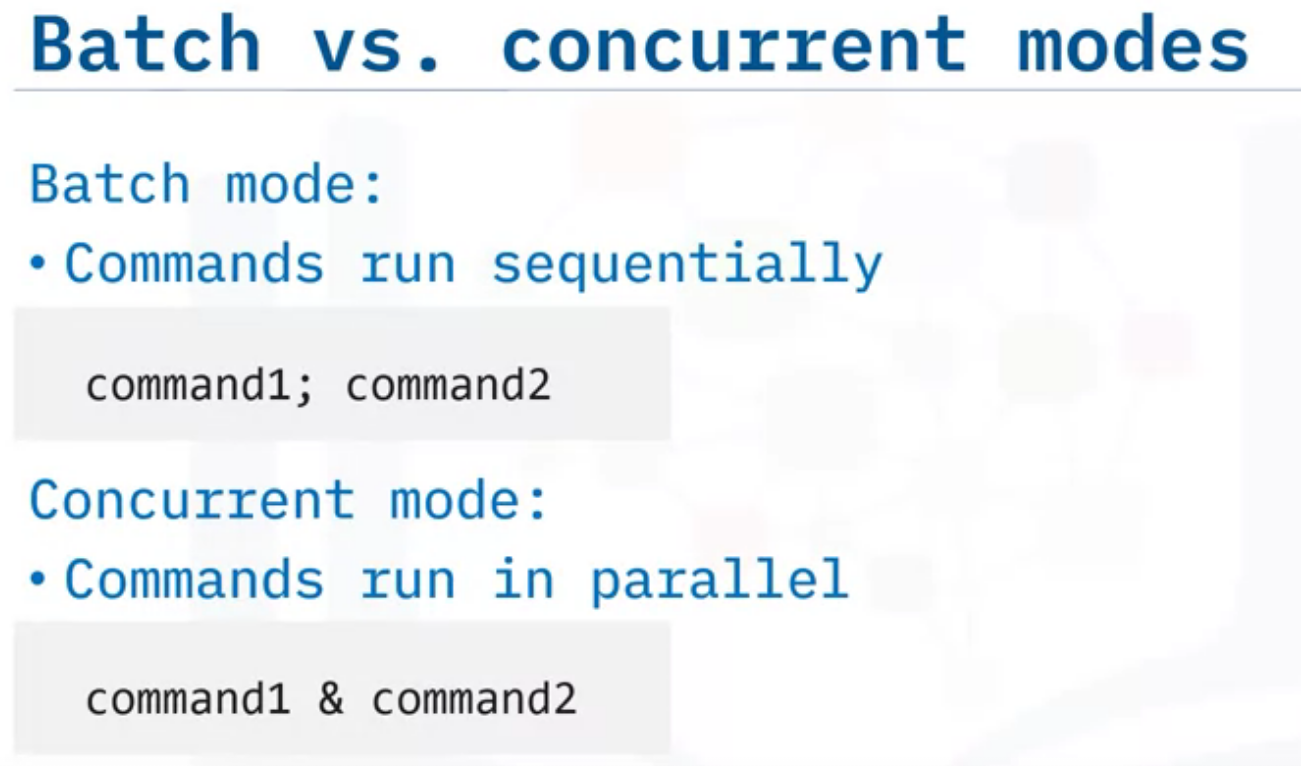 Batch vs. concurrent modes
Batch mode:
• Commands run sequentially
command1; command2
Concurrent mode:
• Commands run in parallel
command1 & command2